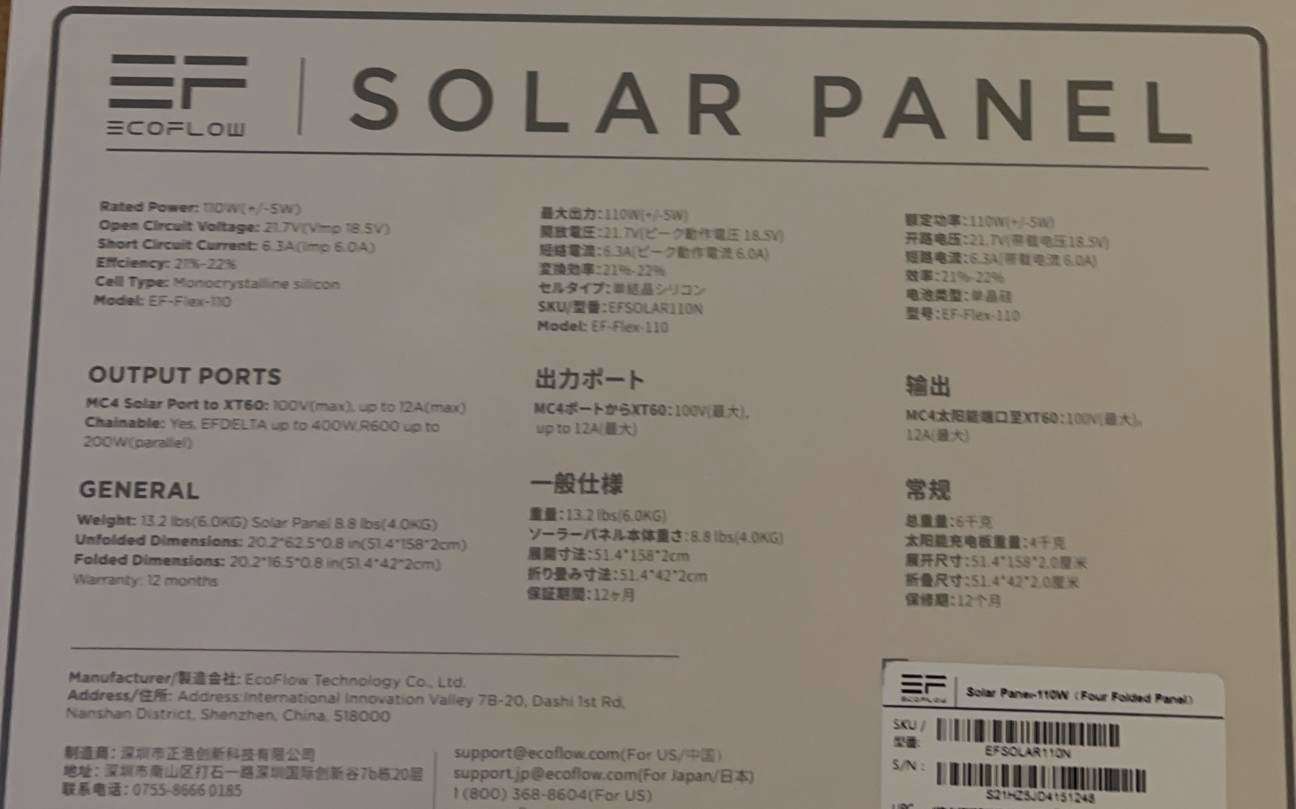 EF
ECOFLOW
SOLAR PANEL
Rated Power: 110W(+/-5W)
Open Circuit Voltage: 21.7V(Vmp 18.5V)
Short Circuit Current: 6.3A(Imp 6.0A)
Effciency: 21%-22%
Cell Type: Monocrystalline silicon
Model: EF-Flex-110
OUTPUT PORTS
MC4 Solar Port to XT60: 100V(max), up to 12A(max)
Chainable: Yes, EFDELTA up to 400W,R600 up to
200W(parallel)
GENERAL
Weight: 13.2 lbs(6.0KG) Solar Panel 8.8 lbs(4.0KG)
Unfolded Dimensions: 20.2*62.5*0.8 in(51.4*158*2cm)
Folded Dimensions: 20.2*16.5*0.8 in(51.4*42*2cm)
Warranty: 12 months
最大出力:110W(+/-5W)
開放電圧:21.7V(ピーク動作電圧 18.5V)
短絡電流:6.3A(ピーク動作電流 6.0A)
変換効率:21%-22%
セルタイプ:単結晶シリコン
SKU/型番:EFSOLAR110N
Model: EF-Flex-110
出力ポート
MC4ポートからXT60:100V(最大),
up to 12A(最大)
一般仕様
重量:13.2 lbs(6.0KG)
ソーラーパネル本体重さ:8.8 lbs(4.0KG)
展開寸法:51.4*158*2cm
折り畳み寸法:51.4*42*2cm
保証期間:12ヶ月
额定功率:110W(+/-5W)
开路电压:21.7V(带载电压18.5V)
短路电流:6.3A(带载电流 6.0A)
效率:21%-22%
电池类型:单晶硅
型号:EF-Flex-110
输出
MC4太阳能端口至XT60:100V(最大),
12A(最大)
常规
总重量:6千克
太阳能充电板重量:4千克
展开尺寸:51.4*158*2.0厘米
折叠尺寸:51.4*42*2.0厘米
保修期:12个月
Manufacturer/製造会社: EcoFlow Technology Co., Ltd.
Address/住所: Address:International Innovation Valley 7B-20, Dashi 1st Rd,
Nanshan District, Shenzhen, China, 518000
制造商: 深圳市正浩创新科技有限公司
地址: 深圳市南山区打石一路深圳国际创新谷7b栋20层
联系电话: 0755-8666 0185
support@ecoflow.com(For US/中国)
support.jp@ecoflow.com(For Japan/日本)
1 (800) 368-8604(For US)
EF
ECOFLOW
Solar Panel-110W (Four Folded Panel)
SKU /
型番:
EFSOLAR110N
S/N :
S21HZ5JD4151248